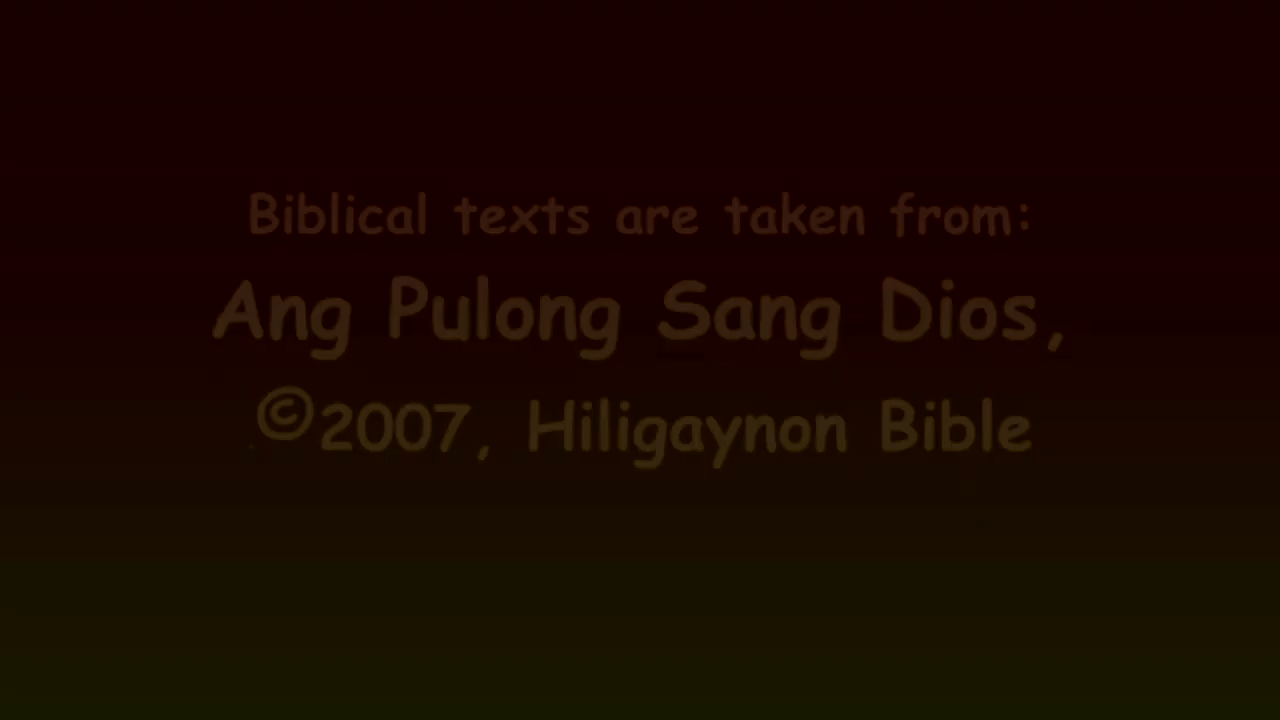 Biblical texts are taken from:
Ang Pulong Sang Dios,
©2007, Hiligaynon Bible